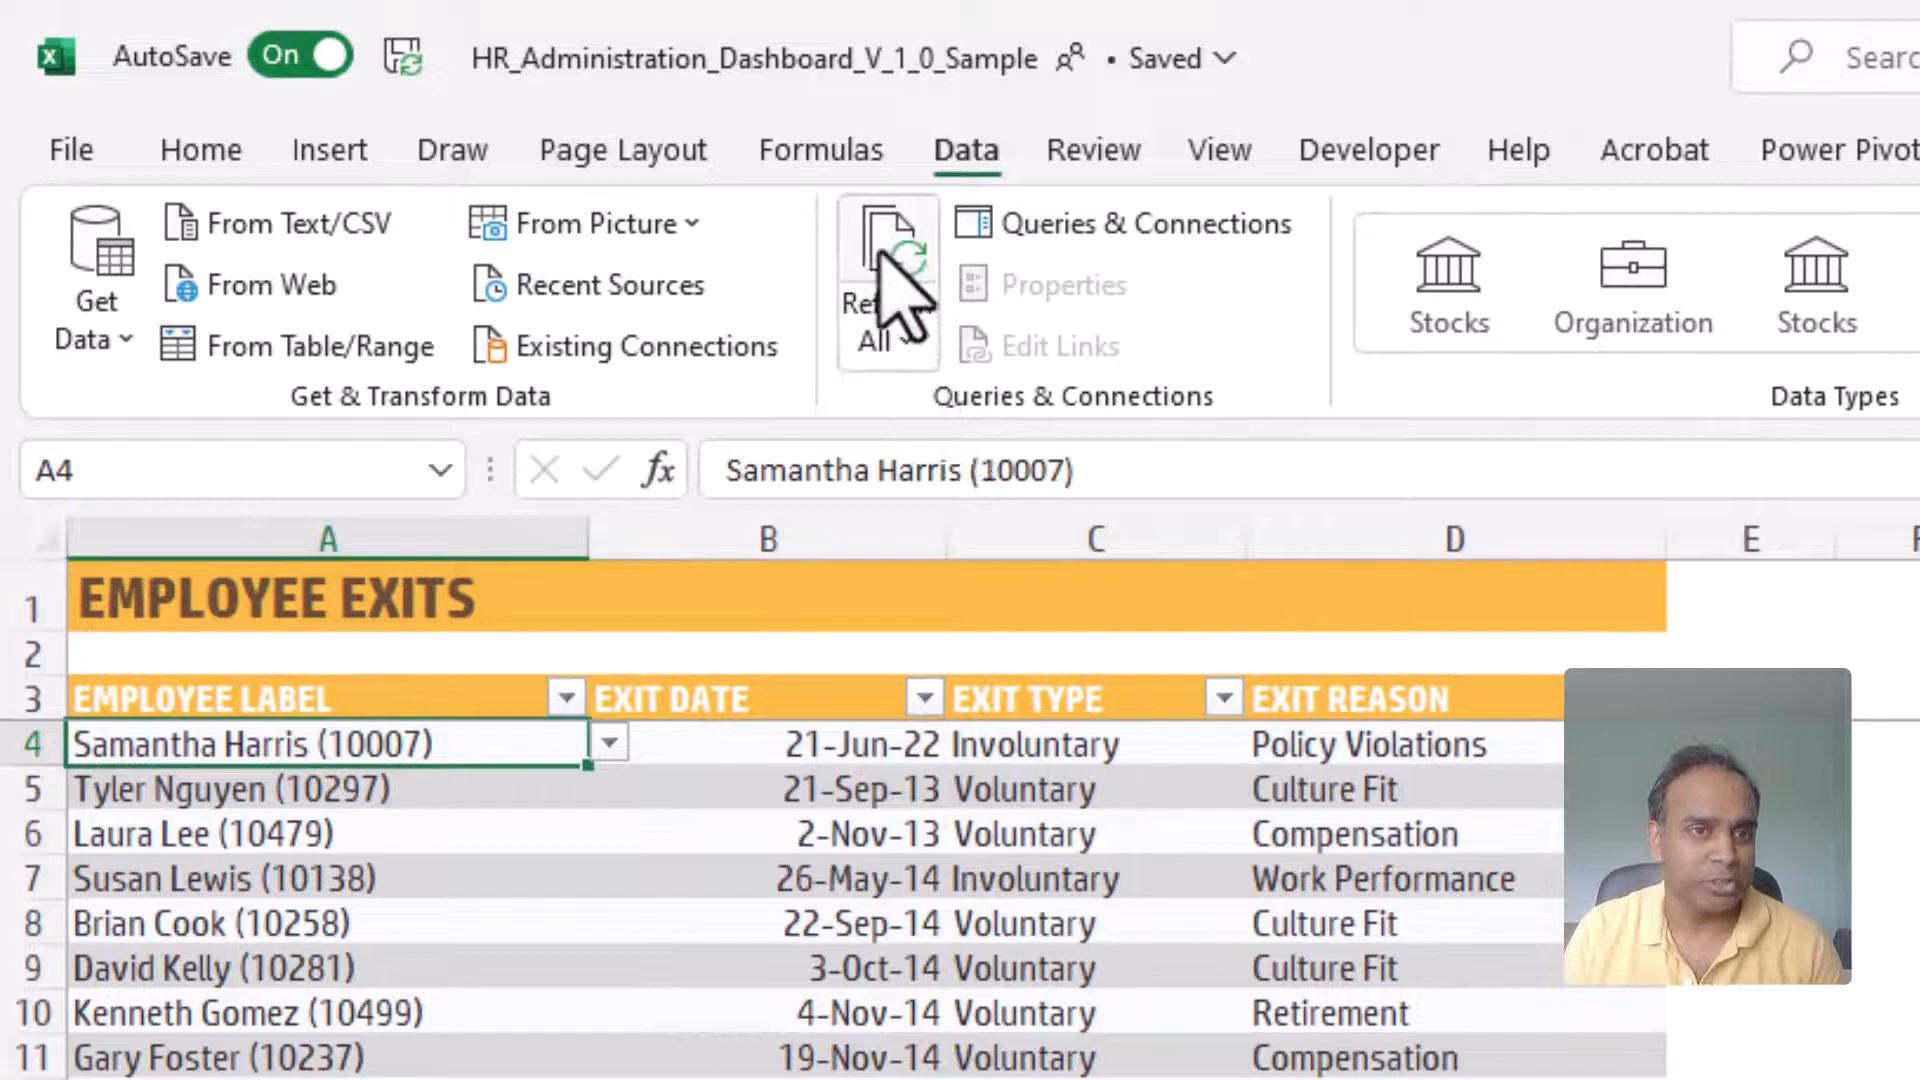 AutoSave On HR_Administration_Dashboard_V_1_0_Sample • Saved
File Home Insert Draw Page Layout Formulas Data Review View Developer Help Acrobat Power Pivot
Get Data
From Text/CSV
From Web
From Table/Range
From Picture
Recent Sources
Existing Connections
Get & Transform Data
All
Queries & Connections
Properties
Edit Links
Queries & Connections
Stocks Organization Stocks
Data Types
A4 fx Samantha Harris (10007)
A B C D E
1 EMPLOYEE EXITS
2
3 EMPLOYEE LABEL EXIT DATE EXIT TYPE EXIT REASON
4 Samantha Harris (10007) 21-Jun-22 Involuntary Policy Violations
5 Tyler Nguyen (10297) 21-Sep-13 Voluntary Culture Fit
6 Laura Lee (10479) 2-Nov-13 Voluntary Compensation
7 Susan Lewis (10138) 26-May-14 Involuntary Work Performance
8 Brian Cook (10258) 22-Sep-14 Voluntary Culture Fit
9 David Kelly (10281) 3-Oct-14 Voluntary Culture Fit
10 Kenneth Gomez (10499) 4-Nov-14 Voluntary Retirement
11 Gary Foster (10237) 19-Nov-14 Voluntary Compensation